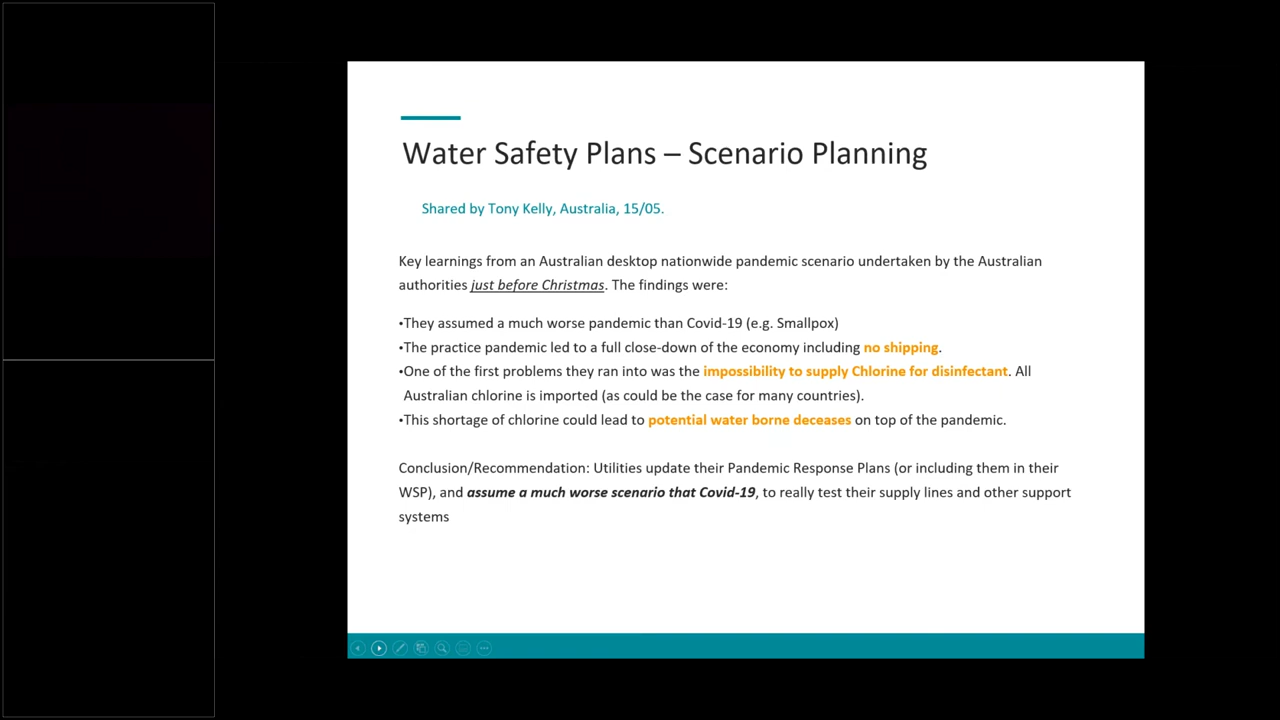 Water Safety Plans – Scenario Planning
Shared by Tony Kelly, Australia, 15/05.
Key learnings from an Australian desktop nationwide pandemic scenario undertaken by the Australian
authorities just before Christmas. The findings were:
•They assumed a much worse pandemic than Covid-19 (e.g. Smallpox)
•The practice pandemic led to a full close-down of the economy including no shipping.
•One of the first problems they ran into was the impossibility to supply Chlorine for disinfectant. All
Australian chlorine is imported (as could be the case for many countries).
•This shortage of chlorine could lead to potential water borne deceases on top of the pandemic.
Conclusion/Recommendation: Utilities update their Pandemic Response Plans (or including them in their
WSP), and assume a much worse scenario that Covid-19, to really test their supply lines and other support
systems